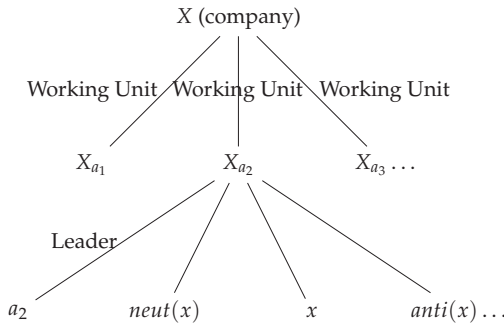 X (company)
Working Unit Working Unit Working Unit
X_{a_1} X_{a_2} X_{a_3} ...
Leader
a_2 neut(x) x anti(x) ...